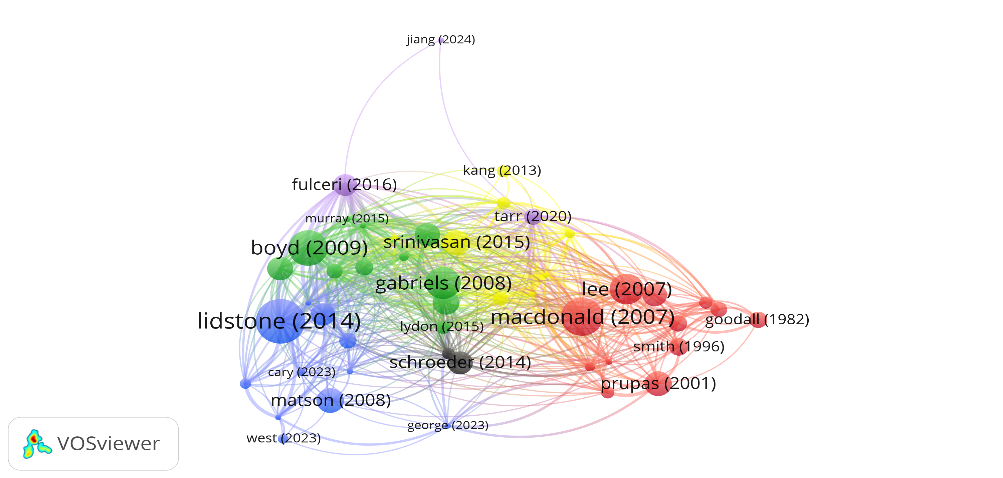 jiang (2024)
kang (2013)
fulceri (2016)
murray (2015)
tarr (2020)
boyd (2009)
srinivasan (2015)
gabriels (2008)
lee (2007)
lidstone (2014)
lydon (2015)
macdonald (2007)
goodall (1982)
smith (1996)
schroeder (2014)
cary (2023)
prupas (2001)
matson (2008)
george (2023)
west (2023)
VOSviewer